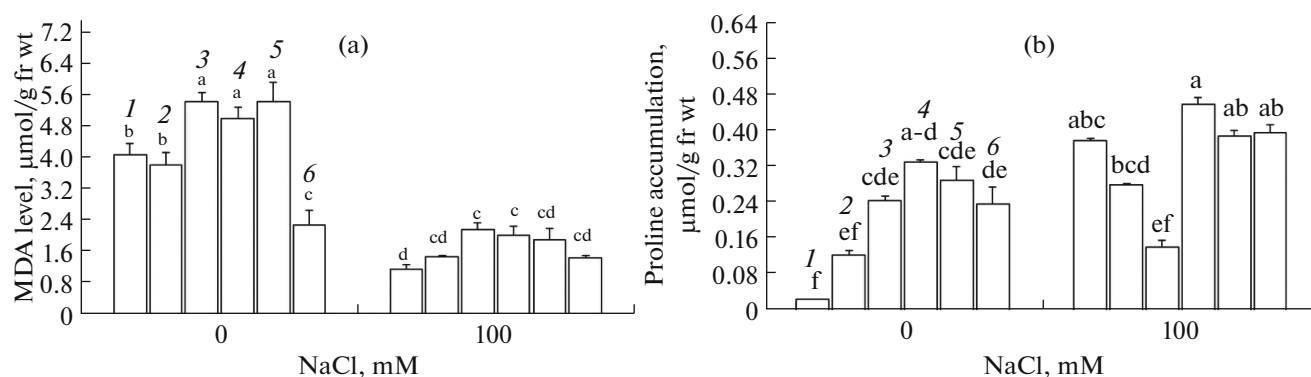 MDA level, μmol/g fr wt
7.2
6.4
5.6
4.8
4.0
3.2
2.4
1.6
0.8
0
(a)
1
b
2
b
3
a
4
a
5
a
6
c
d
cd
c
c
cd
cd
0
100
NaCl, mM
Proline accumulation,
μmol/g fr wt
0.64
0.56
0.48
0.40
0.32
0.24
0.16
0.08
0
(b)
1
f
2
ef
3
cde
4
a-d
5
cde
6
de
abc
bcd
ef
a
ab
ab
0
100
NaCl, mM